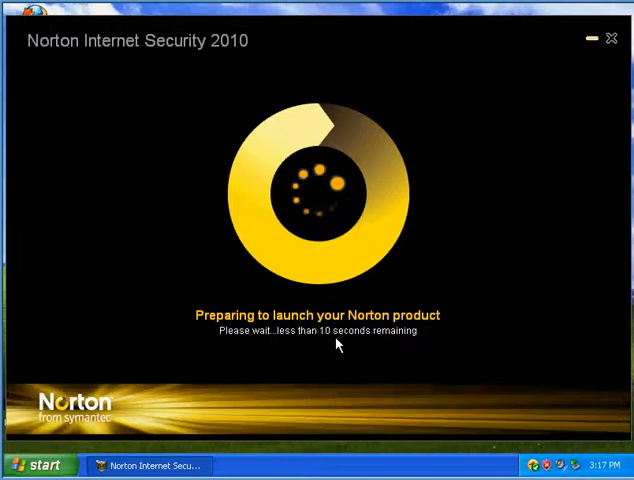 Norton Internet Security 2010
Preparing to launch your Norton product
Please wait...less than 10 seconds remaining
Norton
from symantec
start
Norton Internet Secu...
3:17 PM